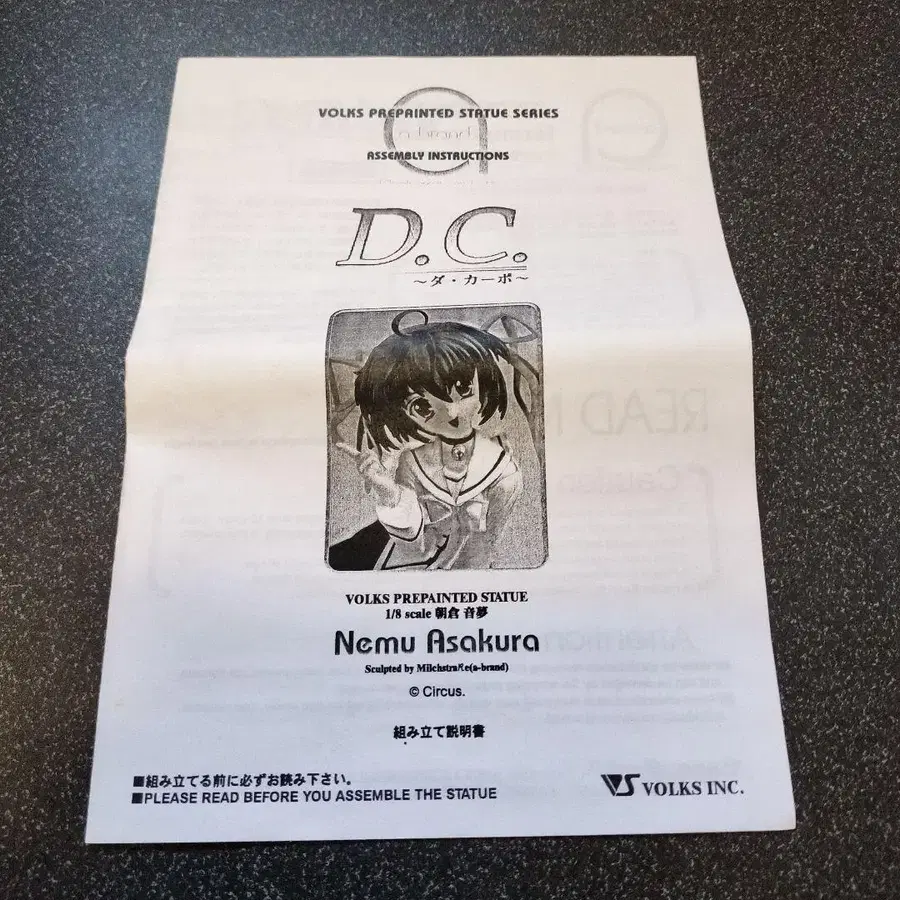 VOLKS PREPAINTED STATUE SERIES
a brand
ASSEMBLY INSTRUCTIONS
D.C.
～ダ・カーポ～
VOLKS PREPAINTED STATUE
1/8 scale 朝倉 音夢
Nemu Asakura
Sculpted by Milchstraße(a-brand)
© Circus.
組み立て説明書
■組み立てる前に必ずお読み下さい。
■PLEASE READ BEFORE YOU ASSEMBLE THE STATUE
VS VOLKS INC.